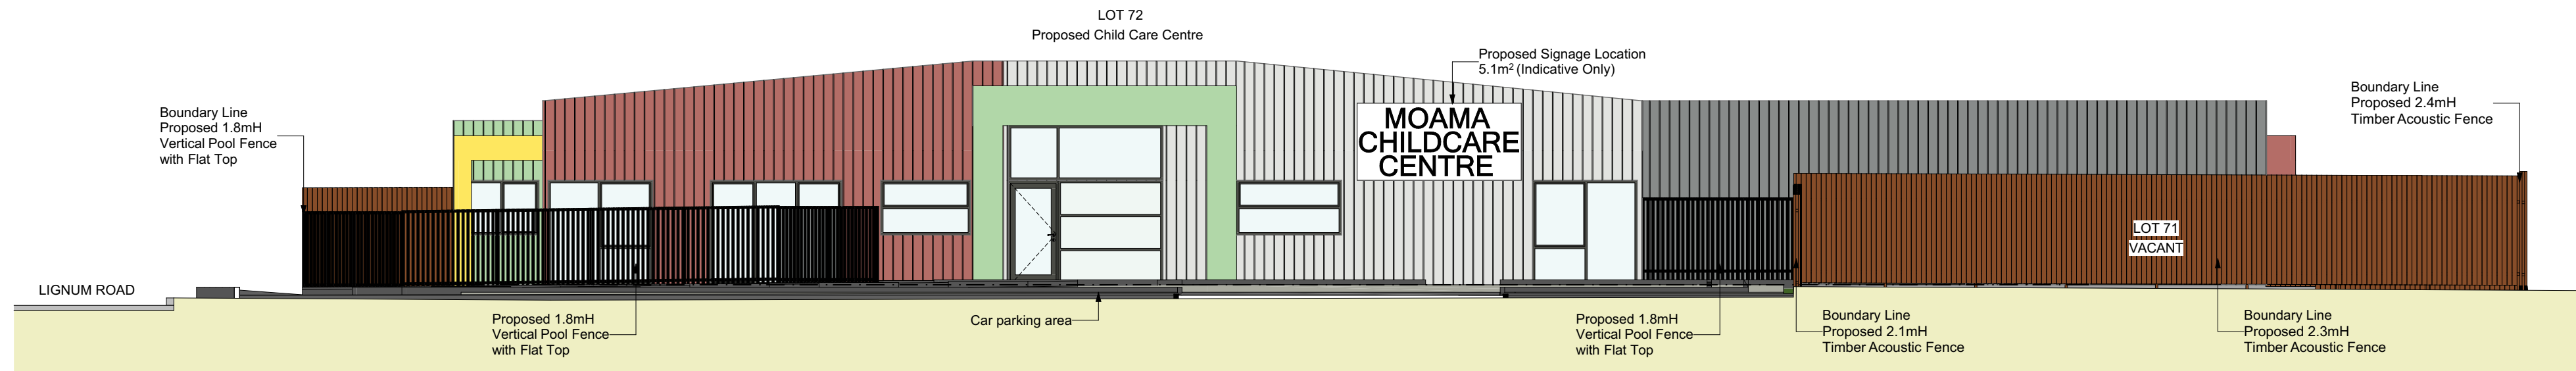 LOT 72
Proposed Child Care Centre
Proposed Signage Location
5.1m² (Indicative Only)
Boundary Line
Proposed 2.4mH
Timber Acoustic Fence
Boundary Line
Proposed 1.8mH
Vertical Pool Fence
with Flat Top
MOAMA
CHILDCARE
CENTRE
LOT 71
VACANT
LIGNUM ROAD
Proposed 1.8mH
Vertical Pool Fence
with Flat Top
Car parking area
Proposed 1.8mH
Vertical Pool Fence
with Flat Top
Boundary Line
Proposed 2.1mH
Timber Acoustic Fence
Boundary Line
Proposed 2.3mH
Timber Acoustic Fence